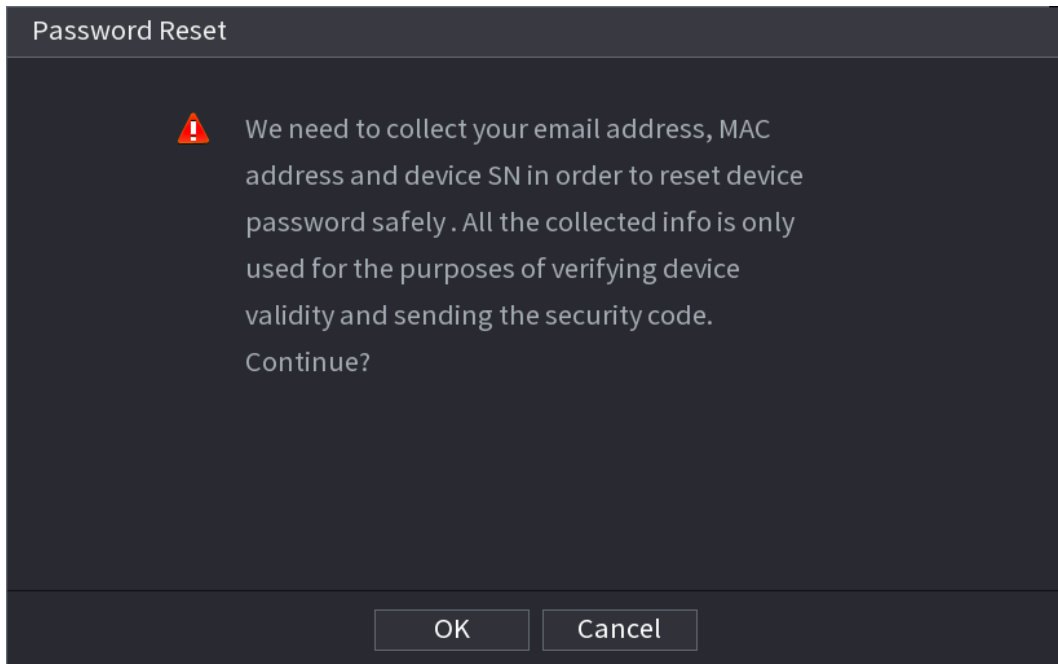 Password Reset
We need to collect your email address, MAC
address and device SN in order to reset device
password safely . All the collected info is only
used for the purposes of verifying device
validity and sending the security code.
Continue?
OK
Cancel